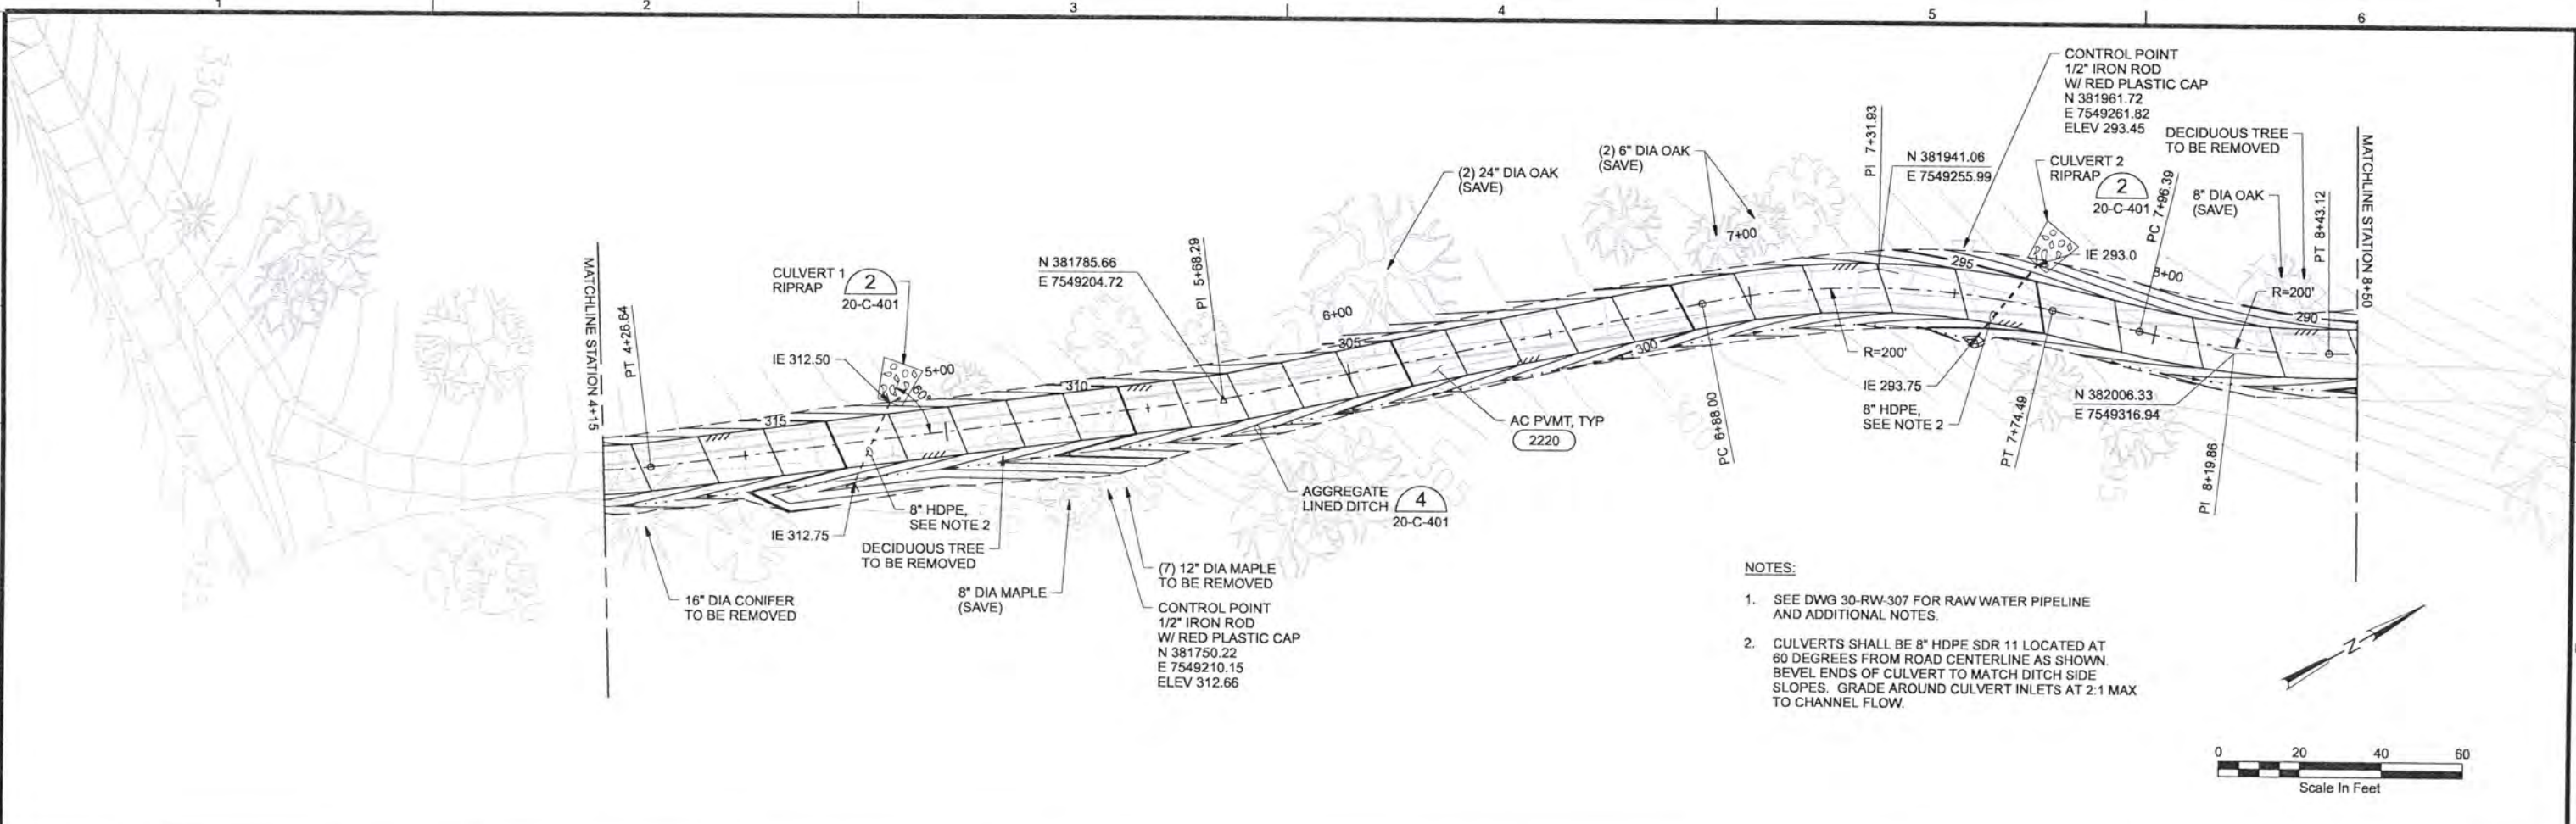 1
2
3
4
5
6
330
MATCHLINE STATION 4+15
PT 4+26.64
CULVERT 1
RIPRAP
2
20-C-401
IE 312.50
5+00
60°
315
310
IE 312.75
8" HDPE,
SEE NOTE 2
DECIDUOUS TREE
TO BE REMOVED
16" DIA CONIFER
TO BE REMOVED
8" DIA MAPLE
(SAVE)
(7) 12" DIA MAPLE
TO BE REMOVED
CONTROL POINT
1/2" IRON ROD
W/ RED PLASTIC CAP
N 381750.22
E 7549210.15
ELEV 312.66
N 381785.66
E 7549204.72
PI 5+68.29
(2) 24" DIA OAK
(SAVE)
6+00
305
300
AGGREGATE
LINED DITCH
4
20-C-401
305
AC PVMT, TYP
2220
(2) 6" DIA OAK
(SAVE)
7+00
PC 6+88.00
R=200'
PI 7+31.93
N 381941.06
E 7549255.99
CONTROL POINT
1/2" IRON ROD
W/ RED PLASTIC CAP
N 381961.72
E 7549261.82
ELEV 293.45
295
CULVERT 2
RIPRAP
2
20-C-401
IE 293.0
IE 293.75
8" HDPE,
SEE NOTE 2
PT 7+74.49
PC 7+96.39
8+00
DECIDUOUS TREE
TO BE REMOVED
8" DIA OAK
(SAVE)
R=200'
290
N 382006.33
E 7549316.94
PI 8+19.86
PT 8+43.12
MATCHLINE STATION 8+50
NOTES:
1. SEE DWG 30-RW-307 FOR RAW WATER PIPELINE
AND ADDITIONAL NOTES.
2. CULVERTS SHALL BE 8" HDPE SDR 11 LOCATED AT
60 DEGREES FROM ROAD CENTERLINE AS SHOWN.
BEVEL ENDS OF CULVERT TO MATCH DITCH SIDE
SLOPES. GRADE AROUND CULVERT INLETS AT 2:1 MAX
TO CHANNEL FLOW.
N
0 20 40 60
Scale In Feet